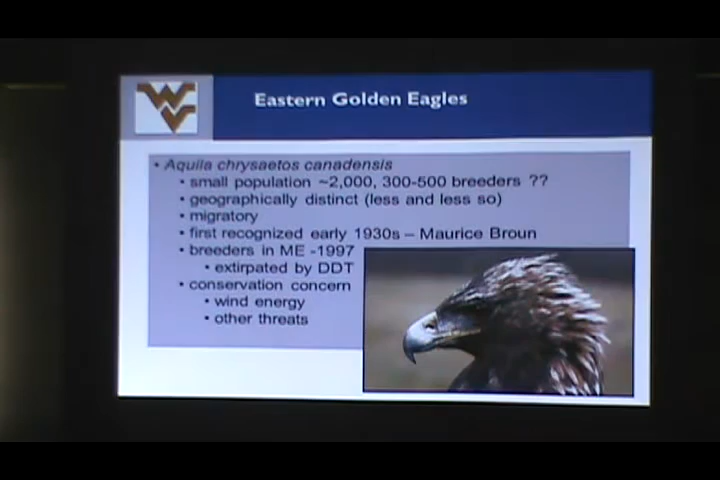 WV
Eastern Golden Eagles
• Aquila chrysaetos canadensis
• small population ~2,000, 300-500 breeders ??
• geographically distinct (less and less so)
• migratory
• first recognized early 1930s – Maurice Broun
• breeders in ME -1997
• extirpated by DDT
• conservation concern
• wind energy
• other threats